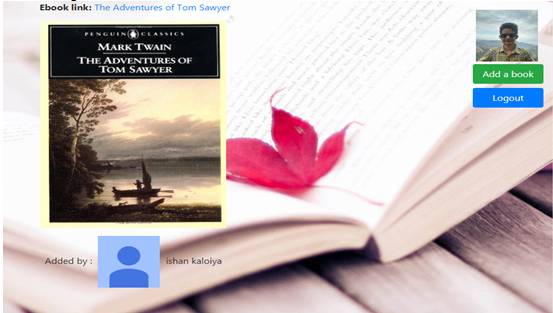 Ebook link: The Adventures of Tom Sawyer
PENGUIN CLASSICS
MARK TWAIN
THE ADVENTURES OF
TOM SAWYER
Add a book
Logout
Added by : ishan kaloiya